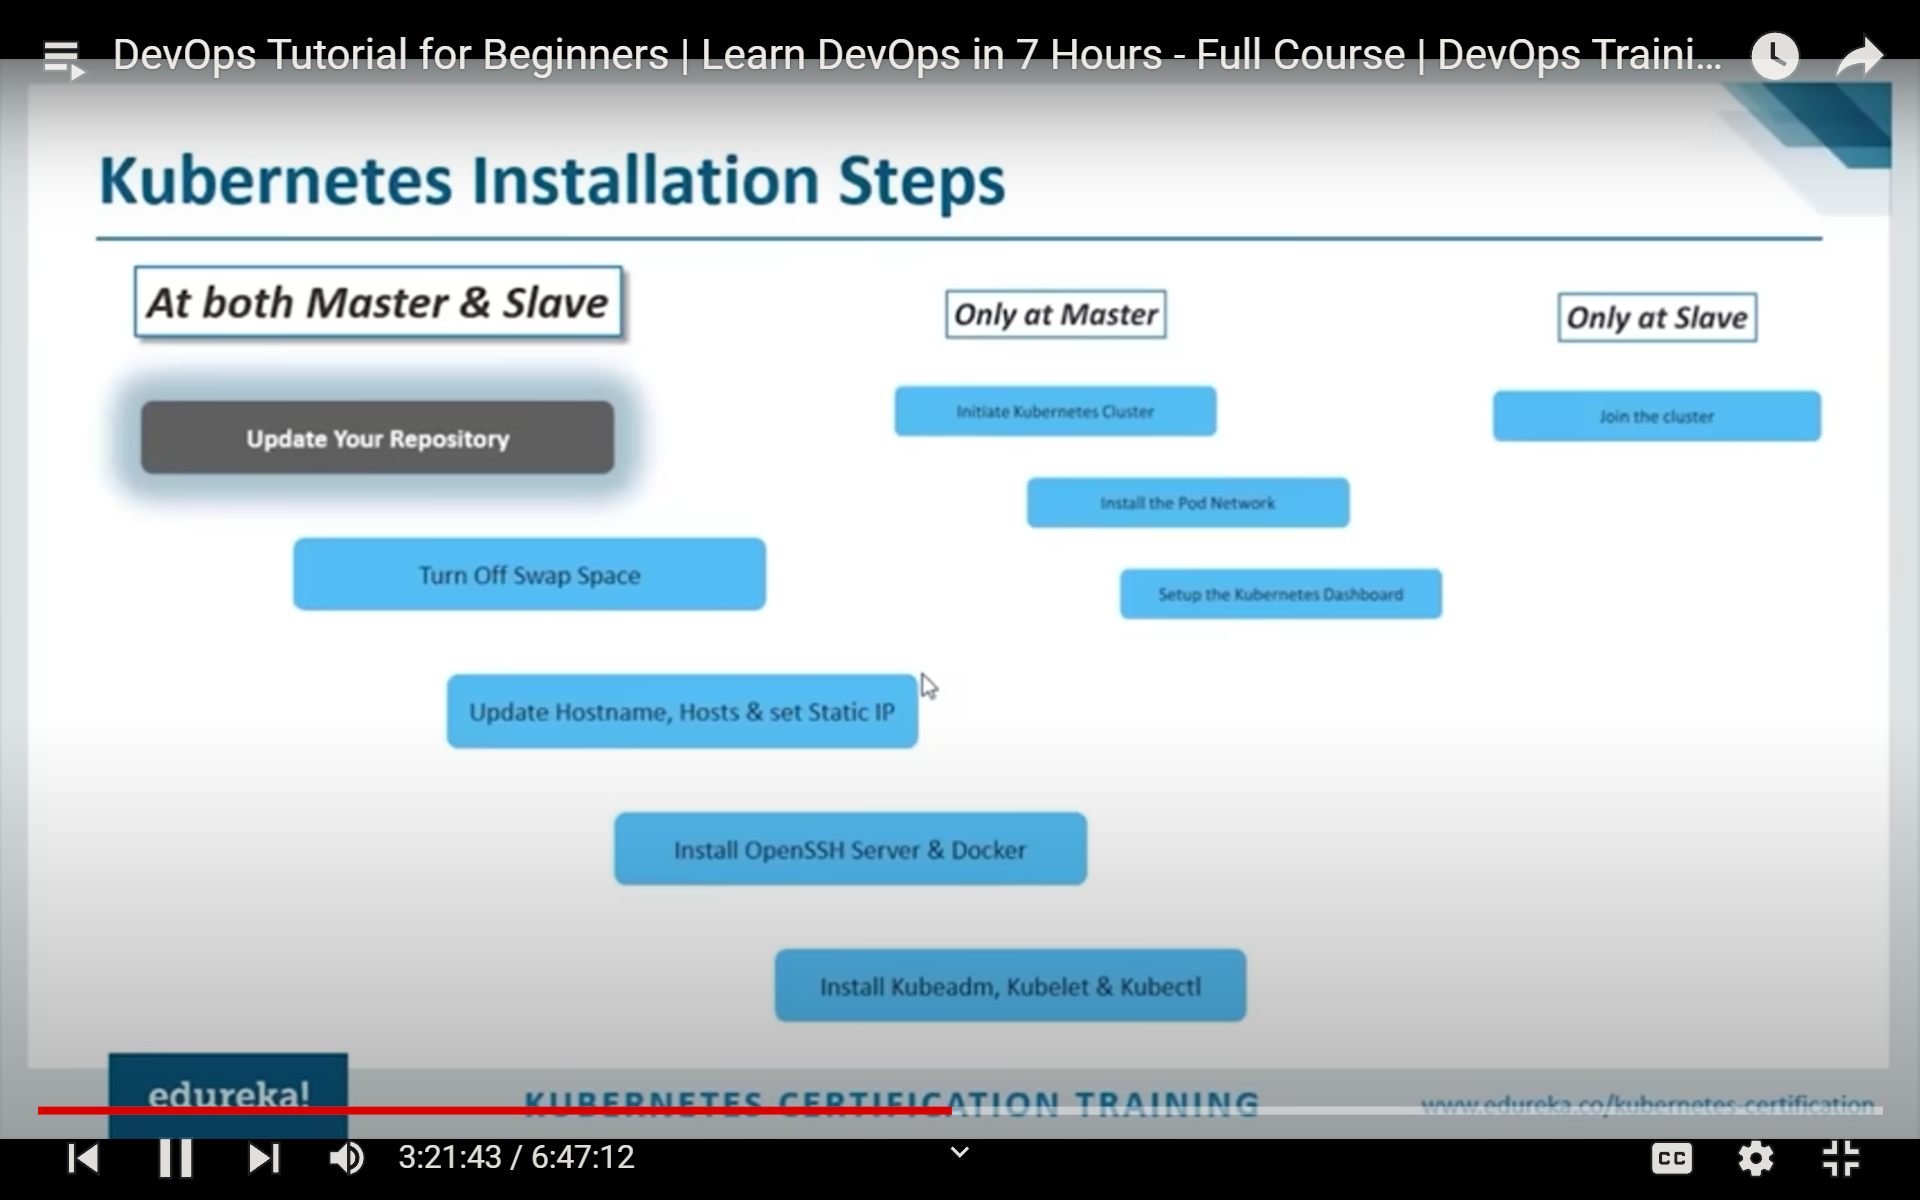 DevOps Tutorial for Beginners | Learn DevOps in 7 Hours - Full Course | DevOps Traini...
Kubernetes Installation Steps
At both Master & Slave
Update Your Repository
Turn Off Swap Space
Update Hostname, Hosts & set Static IP
Install OpenSSH Server & Docker
Install Kubeadm, Kubelet & Kubectl
Only at Master
Initiate Kubernetes Cluster
Install the Pod Network
Setup the Kubernetes Dashboard
Only at Slave
Join the cluster
edureka!
KUBERNETES CERTIFICATION TRAINING
www.edureka.co/kubernetes-certification
3:21:43 / 6:47:12
CC